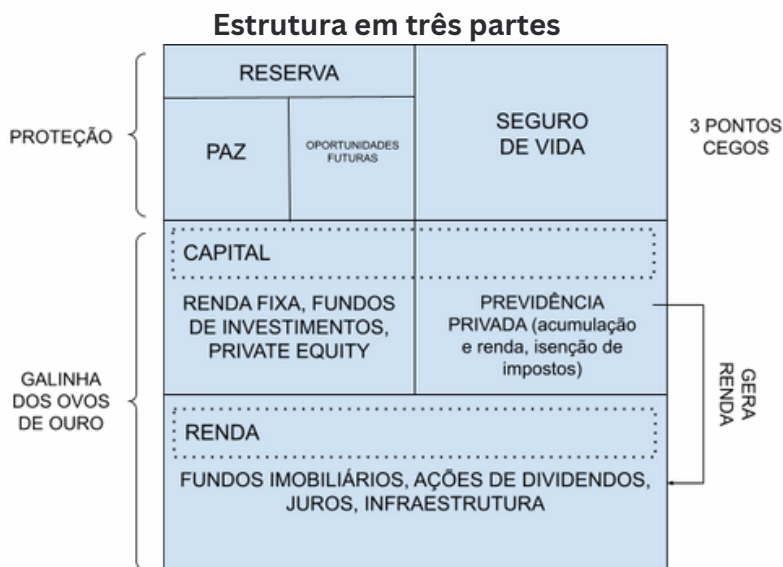 Estrutura em três partes
PROTEÇÃO
RESERVA
PAZ
OPORTUNIDADES
FUTURAS
SEGURO
DE VIDA
3 PONTOS
CEGOS
GALINHA
DOS OVOS
DE OURO
CAPITAL
RENDA FIXA, FUNDOS
DE INVESTIMENTOS,
PRIVATE EQUITY
PREVIDÊNCIA
PRIVADA (acumulação
e renda, isenção de
impostos)
GERA
RENDA
RENDA
FUNDOS IMOBILIÁRIOS, AÇÕES DE DIVIDENDOS,
JUROS, INFRAESTRUTURA